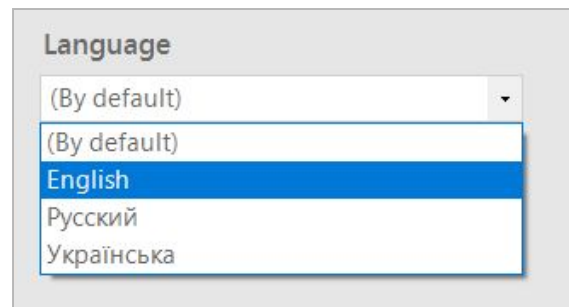 Language
(By default)
(By default)
English
Русский
Українська